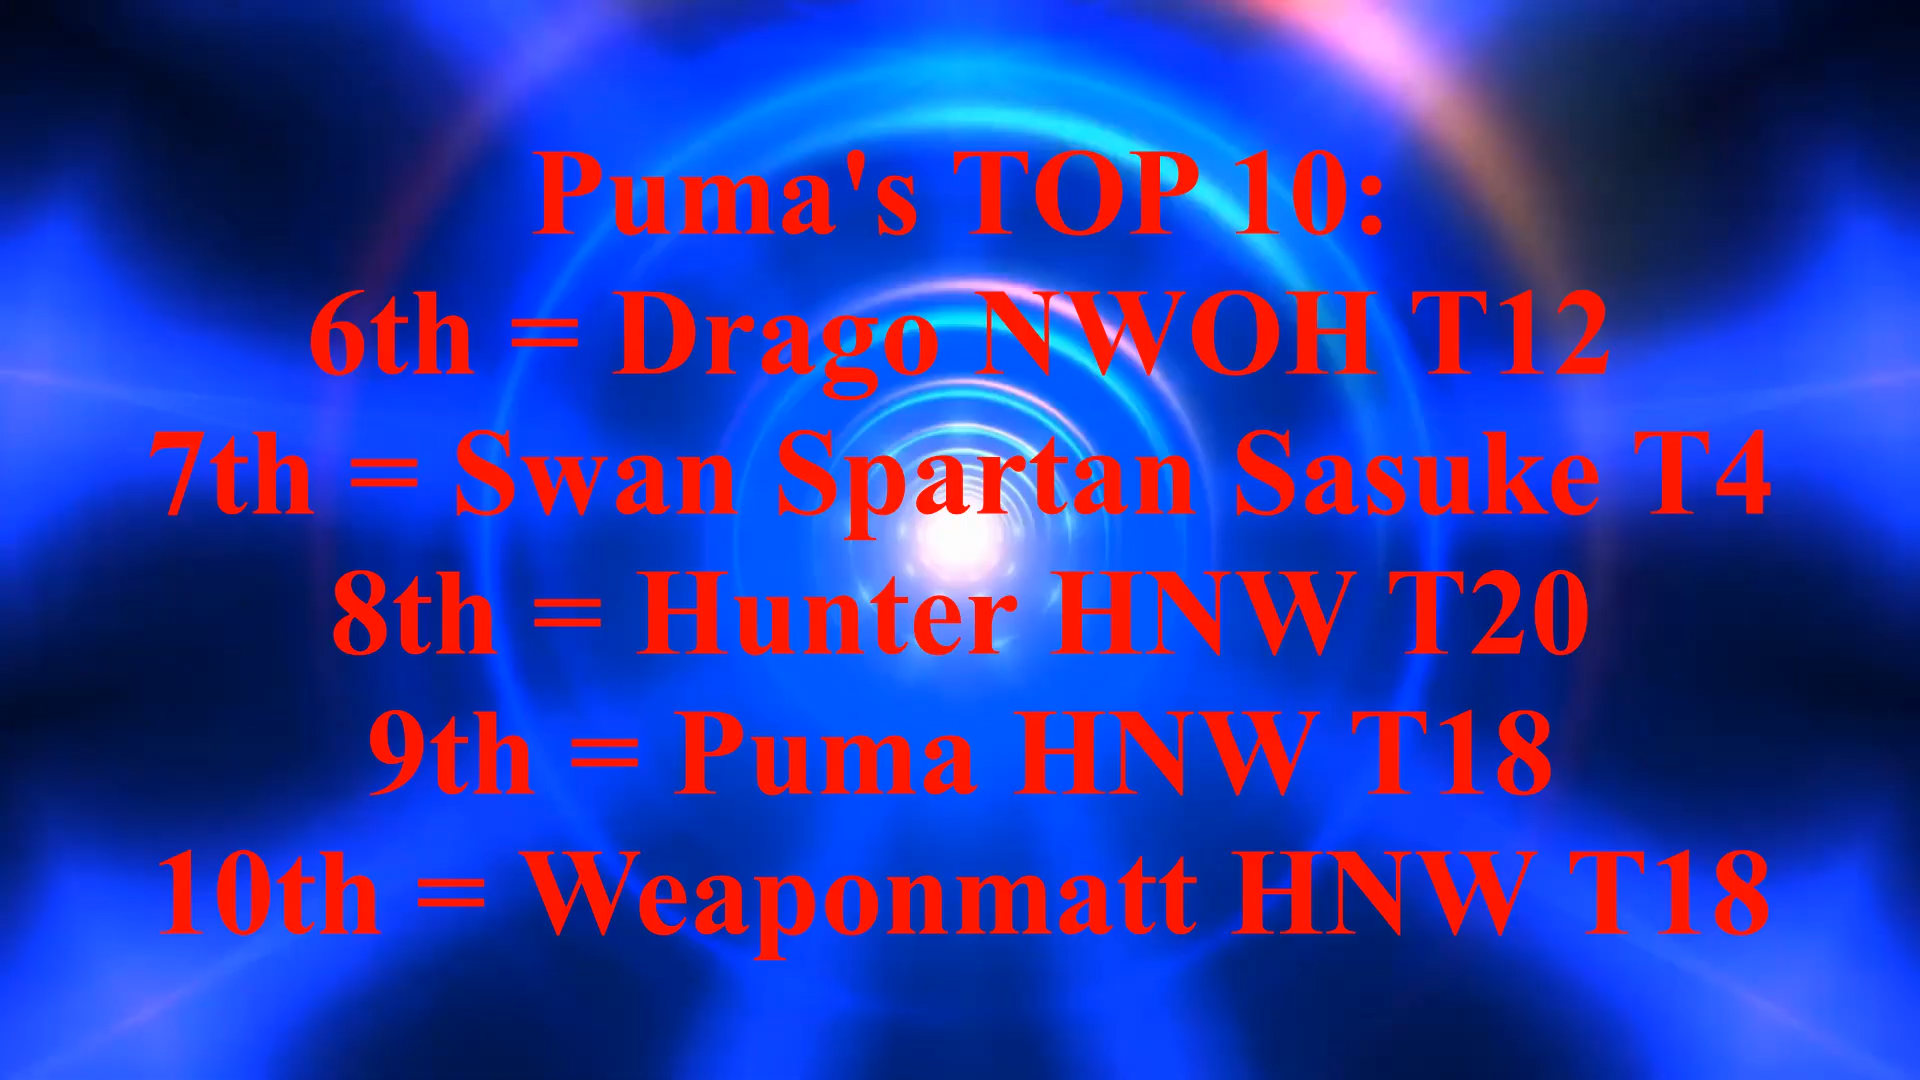 Puma's TOP 10:
6th = Drago NWOH T12
7th = Swan Spartan Sasuke T4
8th = Hunter HNW T20
9th = Puma HNW T18
10th = Weaponmatt HNW T18